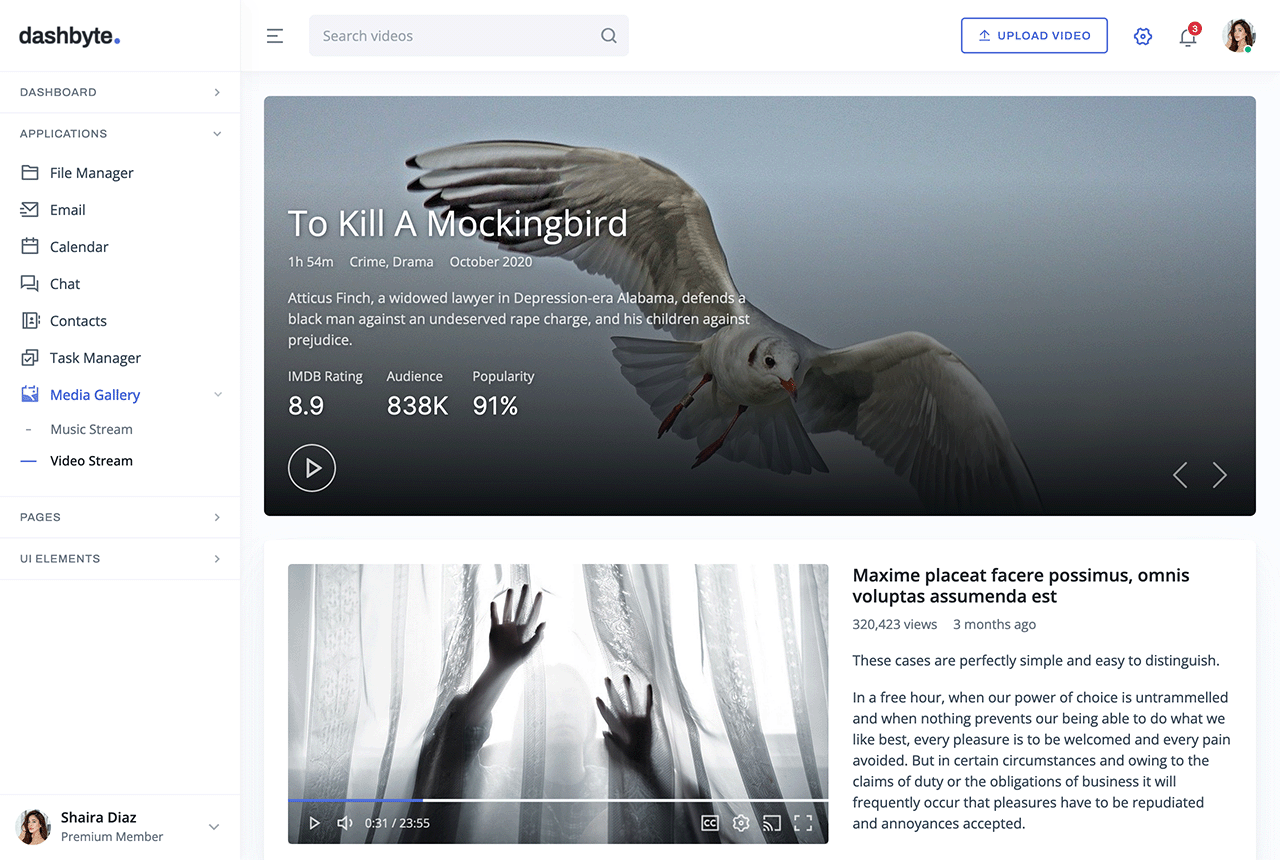 dashbyte.
Search videos
UPLOAD VIDEO
3
DASHBOARD
APPLICATIONS
File Manager
Email
Calendar
Chat
Contacts
Task Manager
Media Gallery
Music Stream
Video Stream
PAGES
UI ELEMENTS
Shaira Diaz
Premium Member
To Kill A Mockingbird
1h 54m Crime, Drama October 2020
Atticus Finch, a widowed lawyer in Depression-era Alabama, defends a
black man against an undeserved rape charge, and his children against
prejudice.
IMDB Rating Audience Popularity
8.9 838K 91%
0:31 / 23:55
CC
Maxime placeat facere possimus, omnis
voluptas assumenda est
320,423 views 3 months ago
These cases are perfectly simple and easy to distinguish.
In a free hour, when our power of choice is untrammelled
and when nothing prevents our being able to do what we
like best, every pleasure is to be welcomed and every pain
avoided. But in certain circumstances and owing to the
claims of duty or the obligations of business it will
frequently occur that pleasures have to be repudiated
and annoyances accepted.